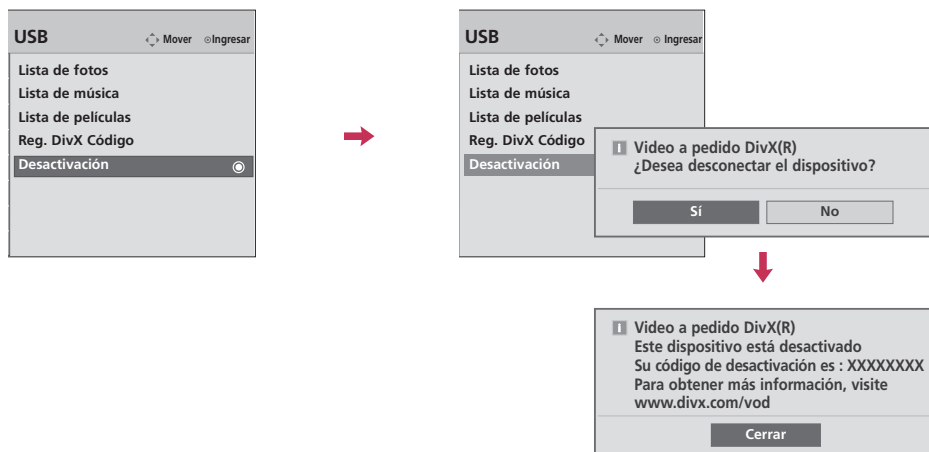 USB Mover Ingresar
Lista de fotos
Lista de música
Lista de películas
Reg. DivX Código
Desactivación
USB Mover Ingresar
Lista de fotos
Lista de música
Lista de películas
Reg. DivX Código
Desactivación
i Video a pedido DivX(R)
¿Desea desconectar el dispositivo?
Sí No
i Video a pedido DivX(R)
Este dispositivo está desactivado
Su código de desactivación es : XXXXXXXX
Para obtener más información, visite
www.divx.com/vod
Cerrar